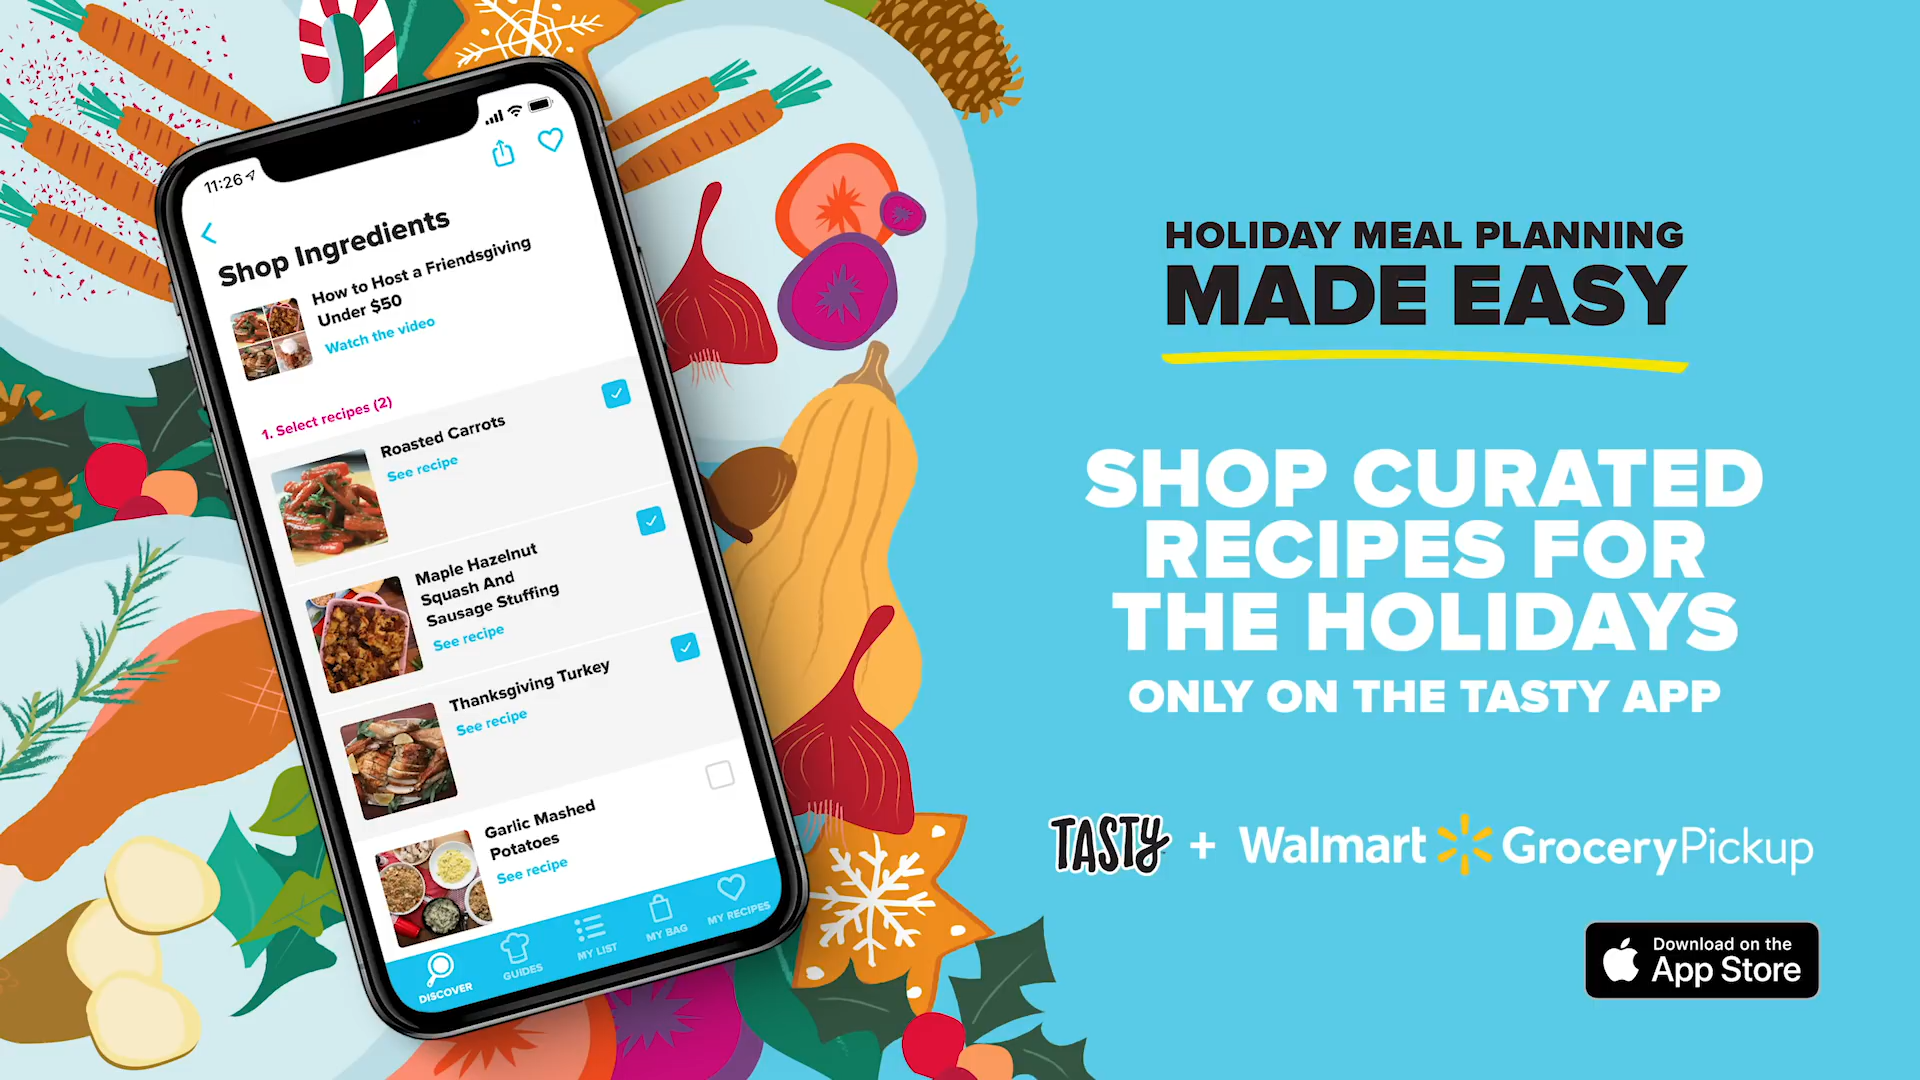 11:26
Shop Ingredients
How to Host a Friendsgiving
Under $50
Watch the video
1. Select recipes (2)
Roasted Carrots
See recipe
Maple Hazelnut
Squash And
Sausage Stuffing
See recipe
Thanksgiving Turkey
See recipe
Garlic Mashed
Potatoes
See recipe
DISCOVER
GUIDES
MY LIST
MY BAG
MY RECIPES
HOLIDAY MEAL PLANNING
MADE EASY
SHOP CURATED
RECIPES FOR
THE HOLIDAYS
ONLY ON THE TASTY APP
TASTY + Walmart GroceryPickup
Download on the
App Store